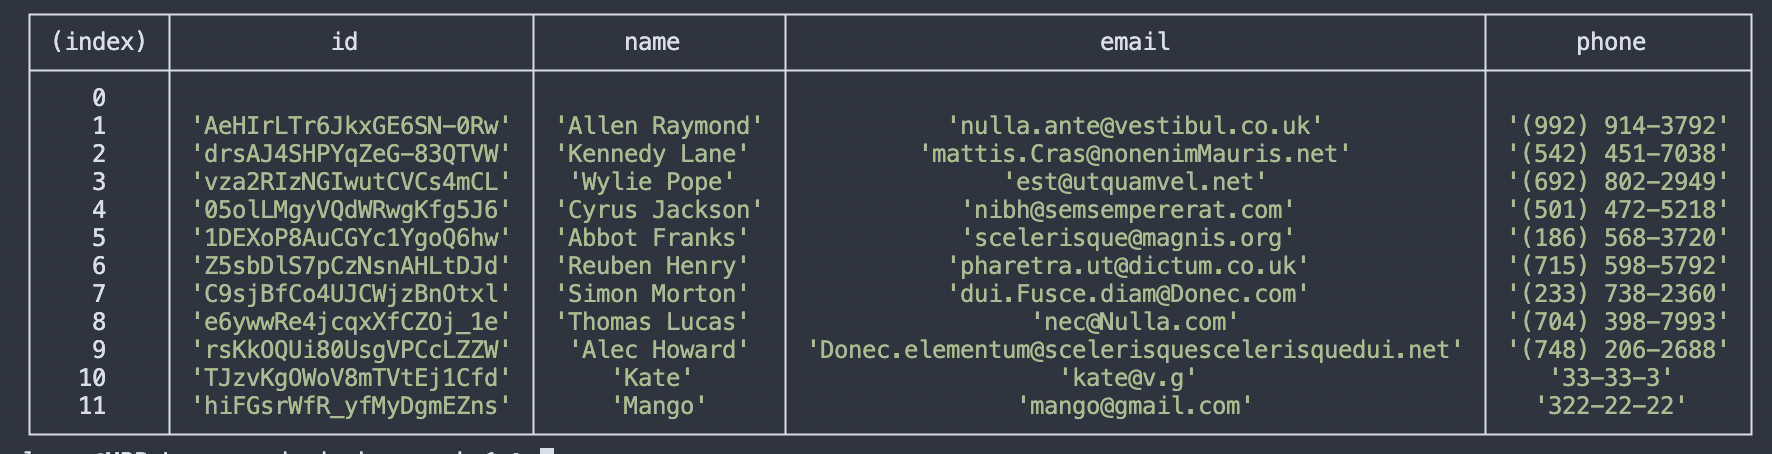 (index) id name email phone
0
1 'AeHIrLTr6JkxGE6SN-0Rw' 'Allen Raymond' 'nulla.ante@vestibul.co.uk' '(992) 914-3792'
2 'drsAJ4SHPYqZeG-83QTVW' 'Kennedy Lane' 'mattis.Cras@nonenimMauris.net' '(542) 451-7038'
3 'vza2RIzNGIwutCVCs4mCL' 'Wylie Pope' 'est@utquamvel.net' '(692) 802-2949'
4 '05olLMgyVQdWRwgKfg5J6' 'Cyrus Jackson' 'nibh@semsempererat.com' '(501) 472-5218'
5 '1DEXoP8AuCGYc1YgoQ6hw' 'Abbot Franks' 'scelerisque@magnis.org' '(186) 568-3720'
6 'Z5sbDlS7pCzNsnAHLtDJd' 'Reuben Henry' 'pharetra.ut@dictum.co.uk' '(715) 598-5792'
7 'C9sjBfCo4UJCWjzBnOtxl' 'Simon Morton' 'dui.Fusce.diam@Donec.com' '(233) 738-2360'
8 'e6ywwRe4jcqxXfCZOj_1e' 'Thomas Lucas' 'nec@Nulla.com' '(704) 398-7993'
9 'rsKkOQUi80UsgVPCcLZZW' 'Alec Howard' 'Donec.elementum@scelerisquescelerisquedui.net' '(748) 206-2688'
10 'TJzvKgOWoV8mTVtEj1Cfd' 'Kate' 'kate@v.g' '33-33-3'
11 'hiFGsrWfR_yfMyDgmEZns' 'Mango' 'mango@gmail.com' '322-22-22'